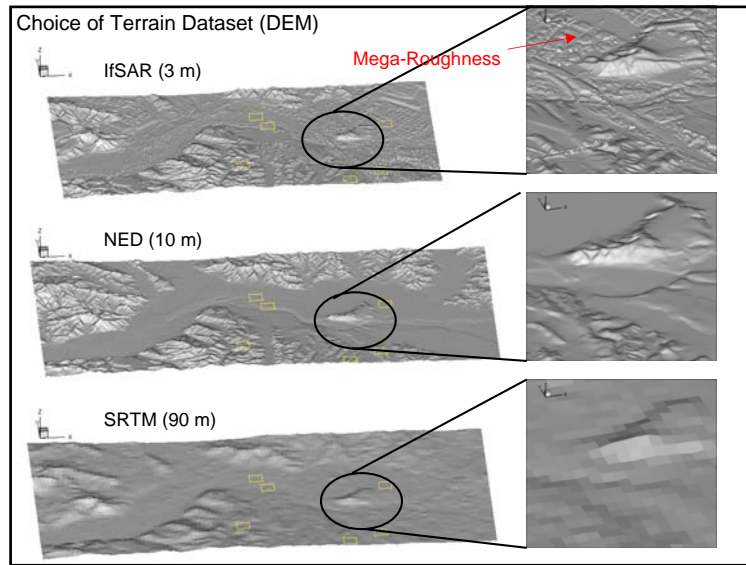 Choice of Terrain Dataset (DEM)
Mega-Roughness
IfSAR (3 m)
NED (10 m)
SRTM (90 m)